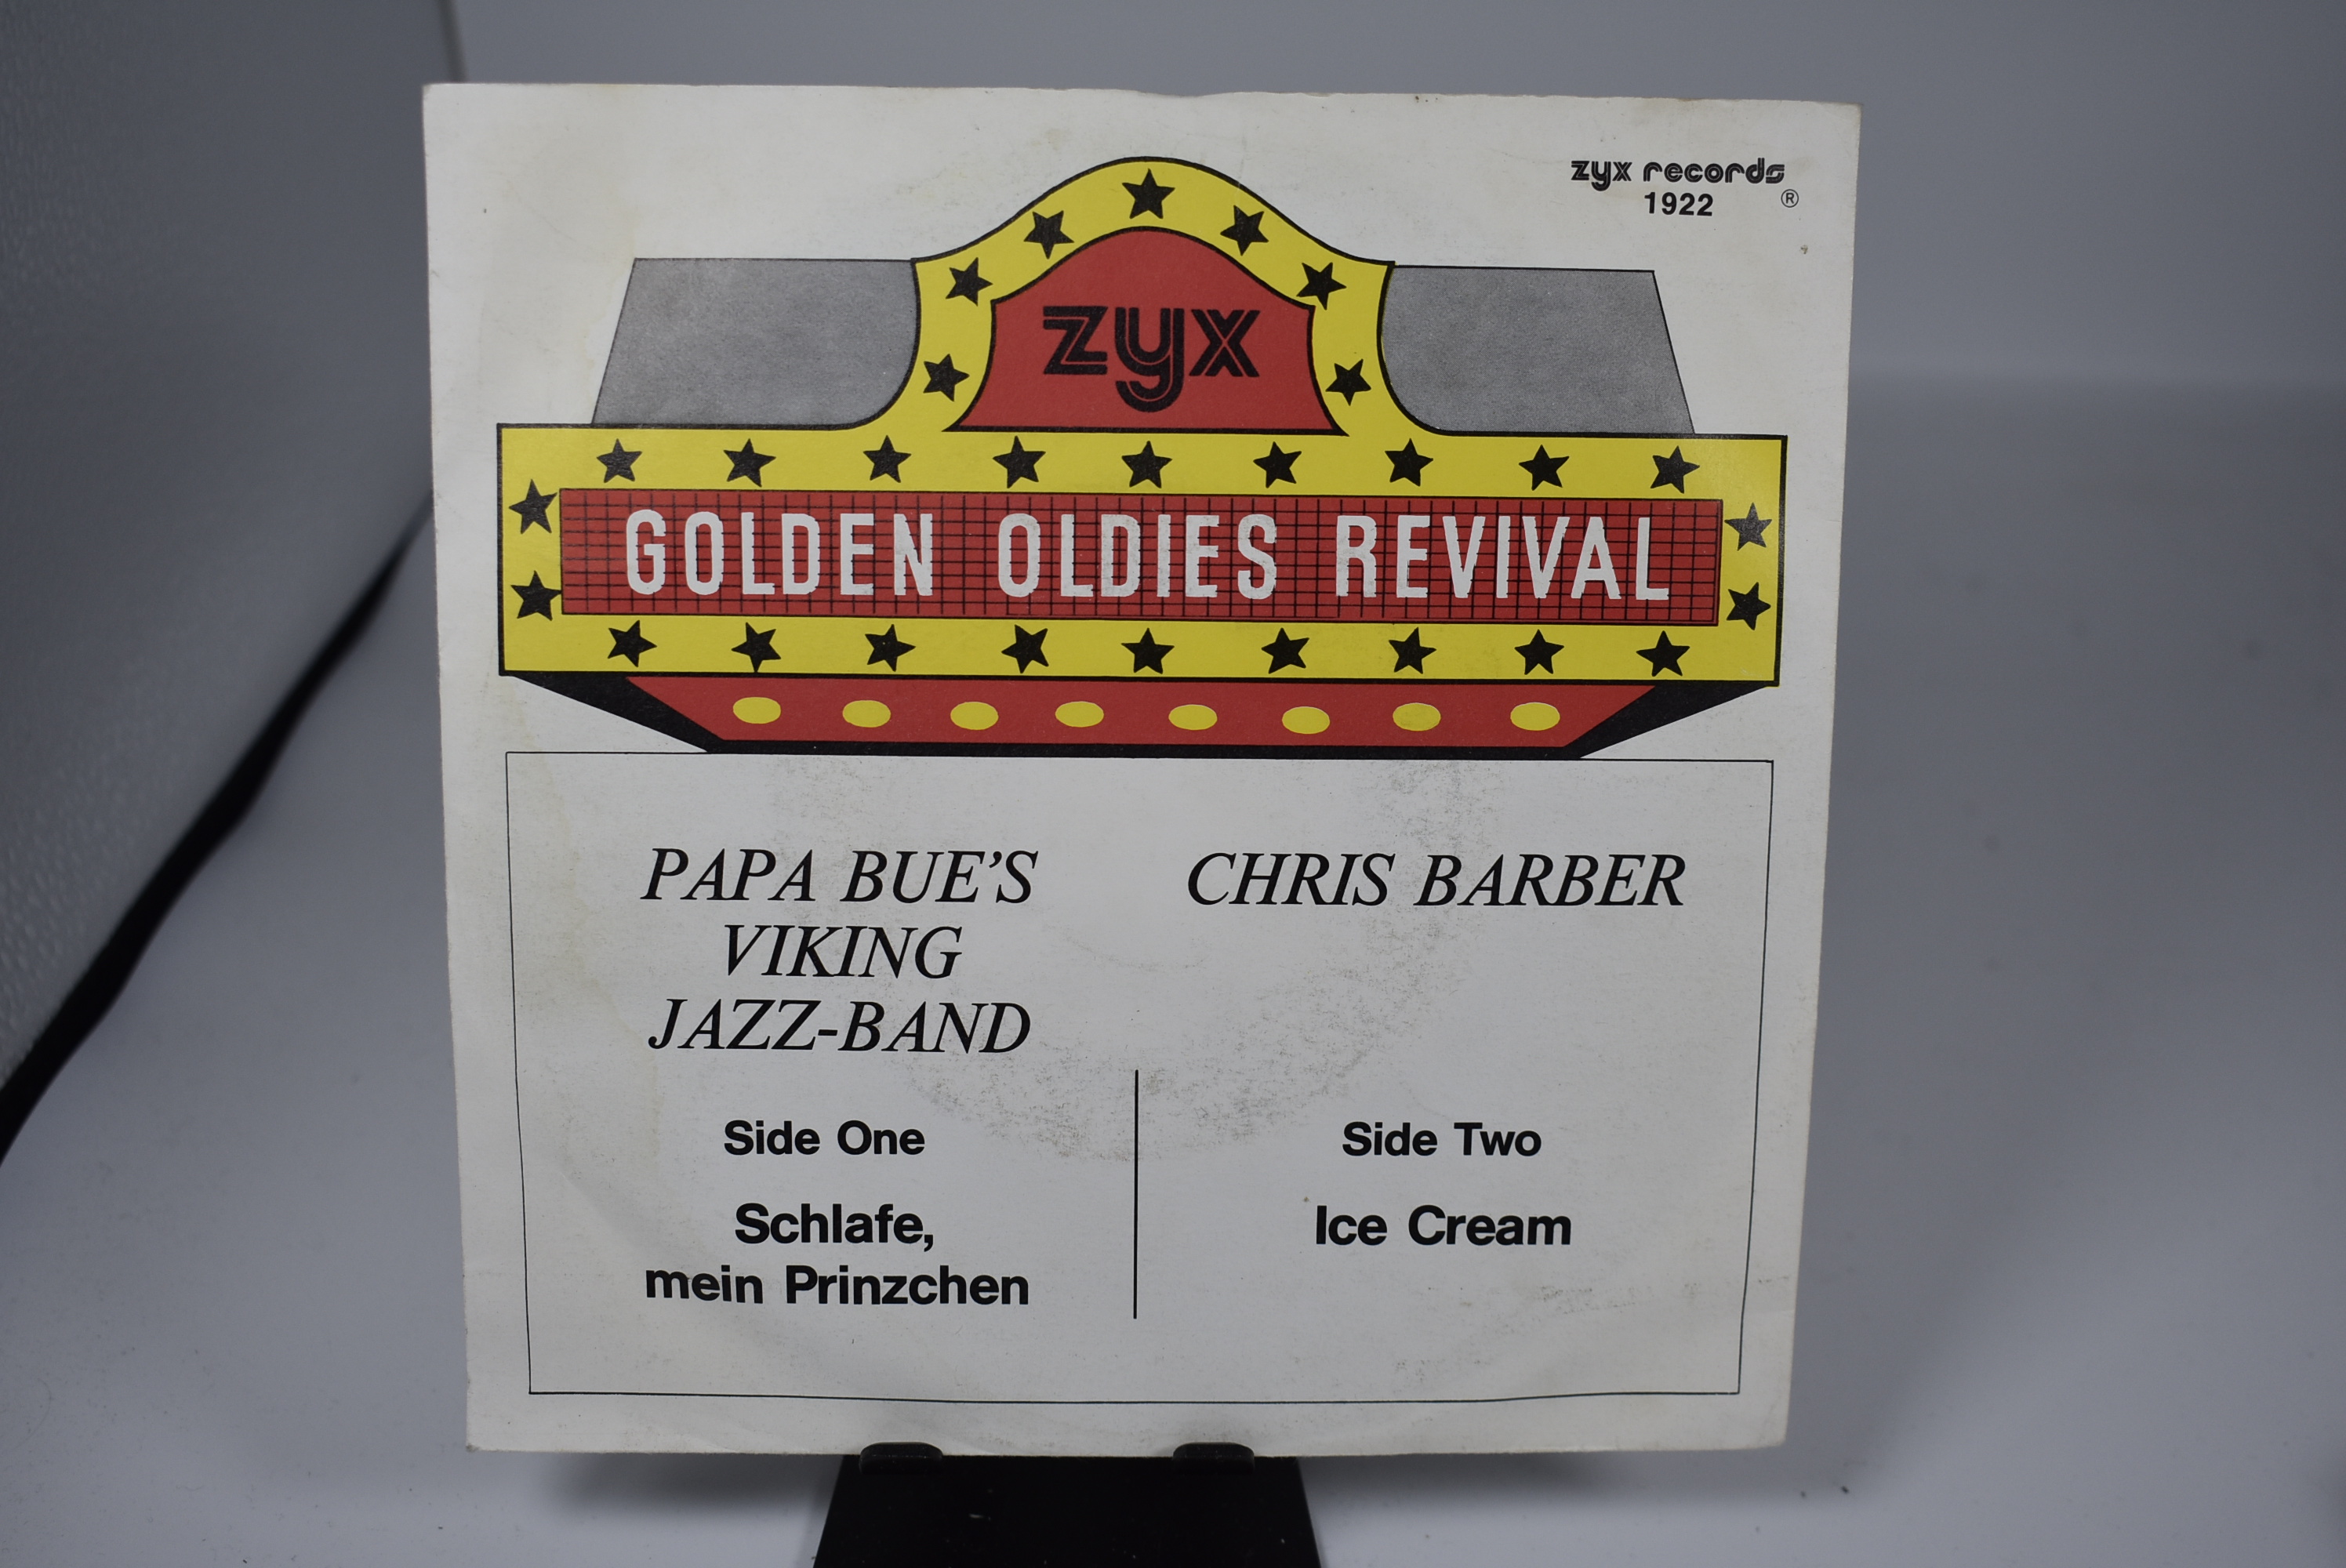 zyx records
1922 ®
zyx
GOLDEN OLDIES REVIVAL
PAPA BUE'S
VIKING
JAZZ-BAND
CHRIS BARBER
Side One
Schlafe,
mein Prinzchen
Side Two
Ice Cream